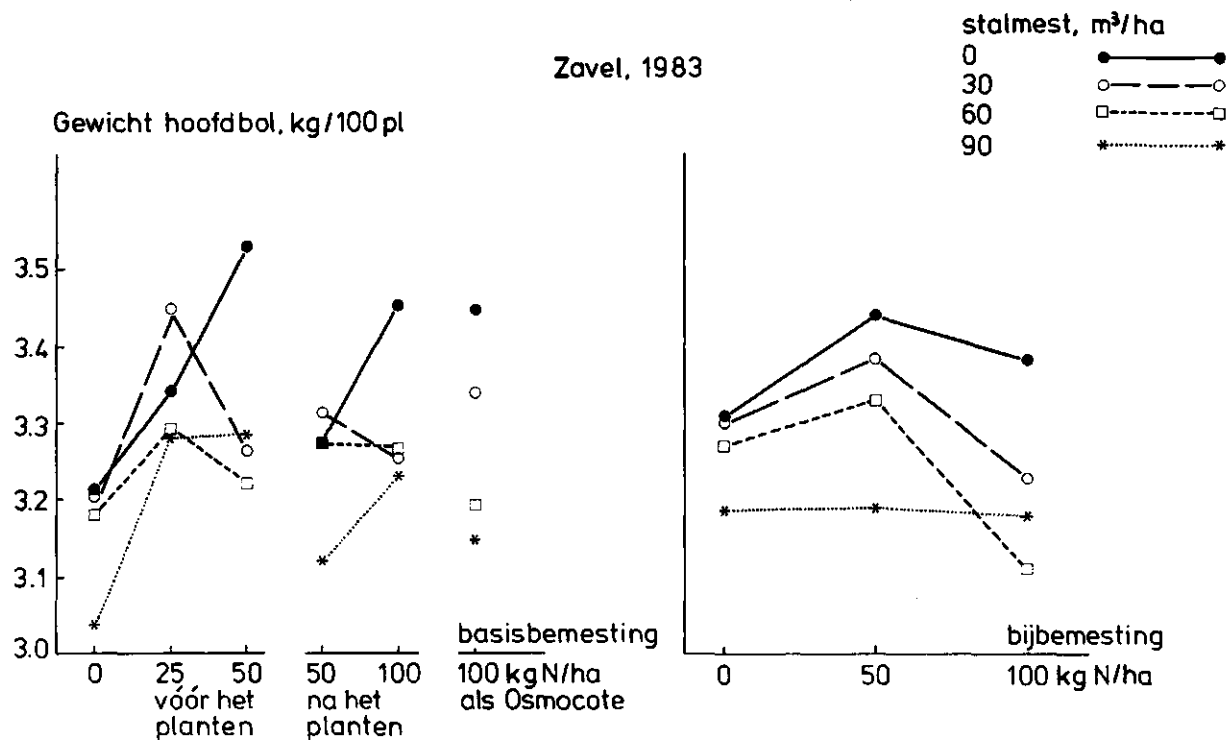 stalmest, m³/ha
0
30
60
90
Zavel, 1983
Gewicht hoofdbol, kg/100 pl
3.5
3.4
3.3
3.2
3.1
3.0
basisbemesting
0 25 50 50 100 100 kg N/ha
vóór het planten
na het planten
als Osmocote
bijbemesting
0 50 100 kg N/ha